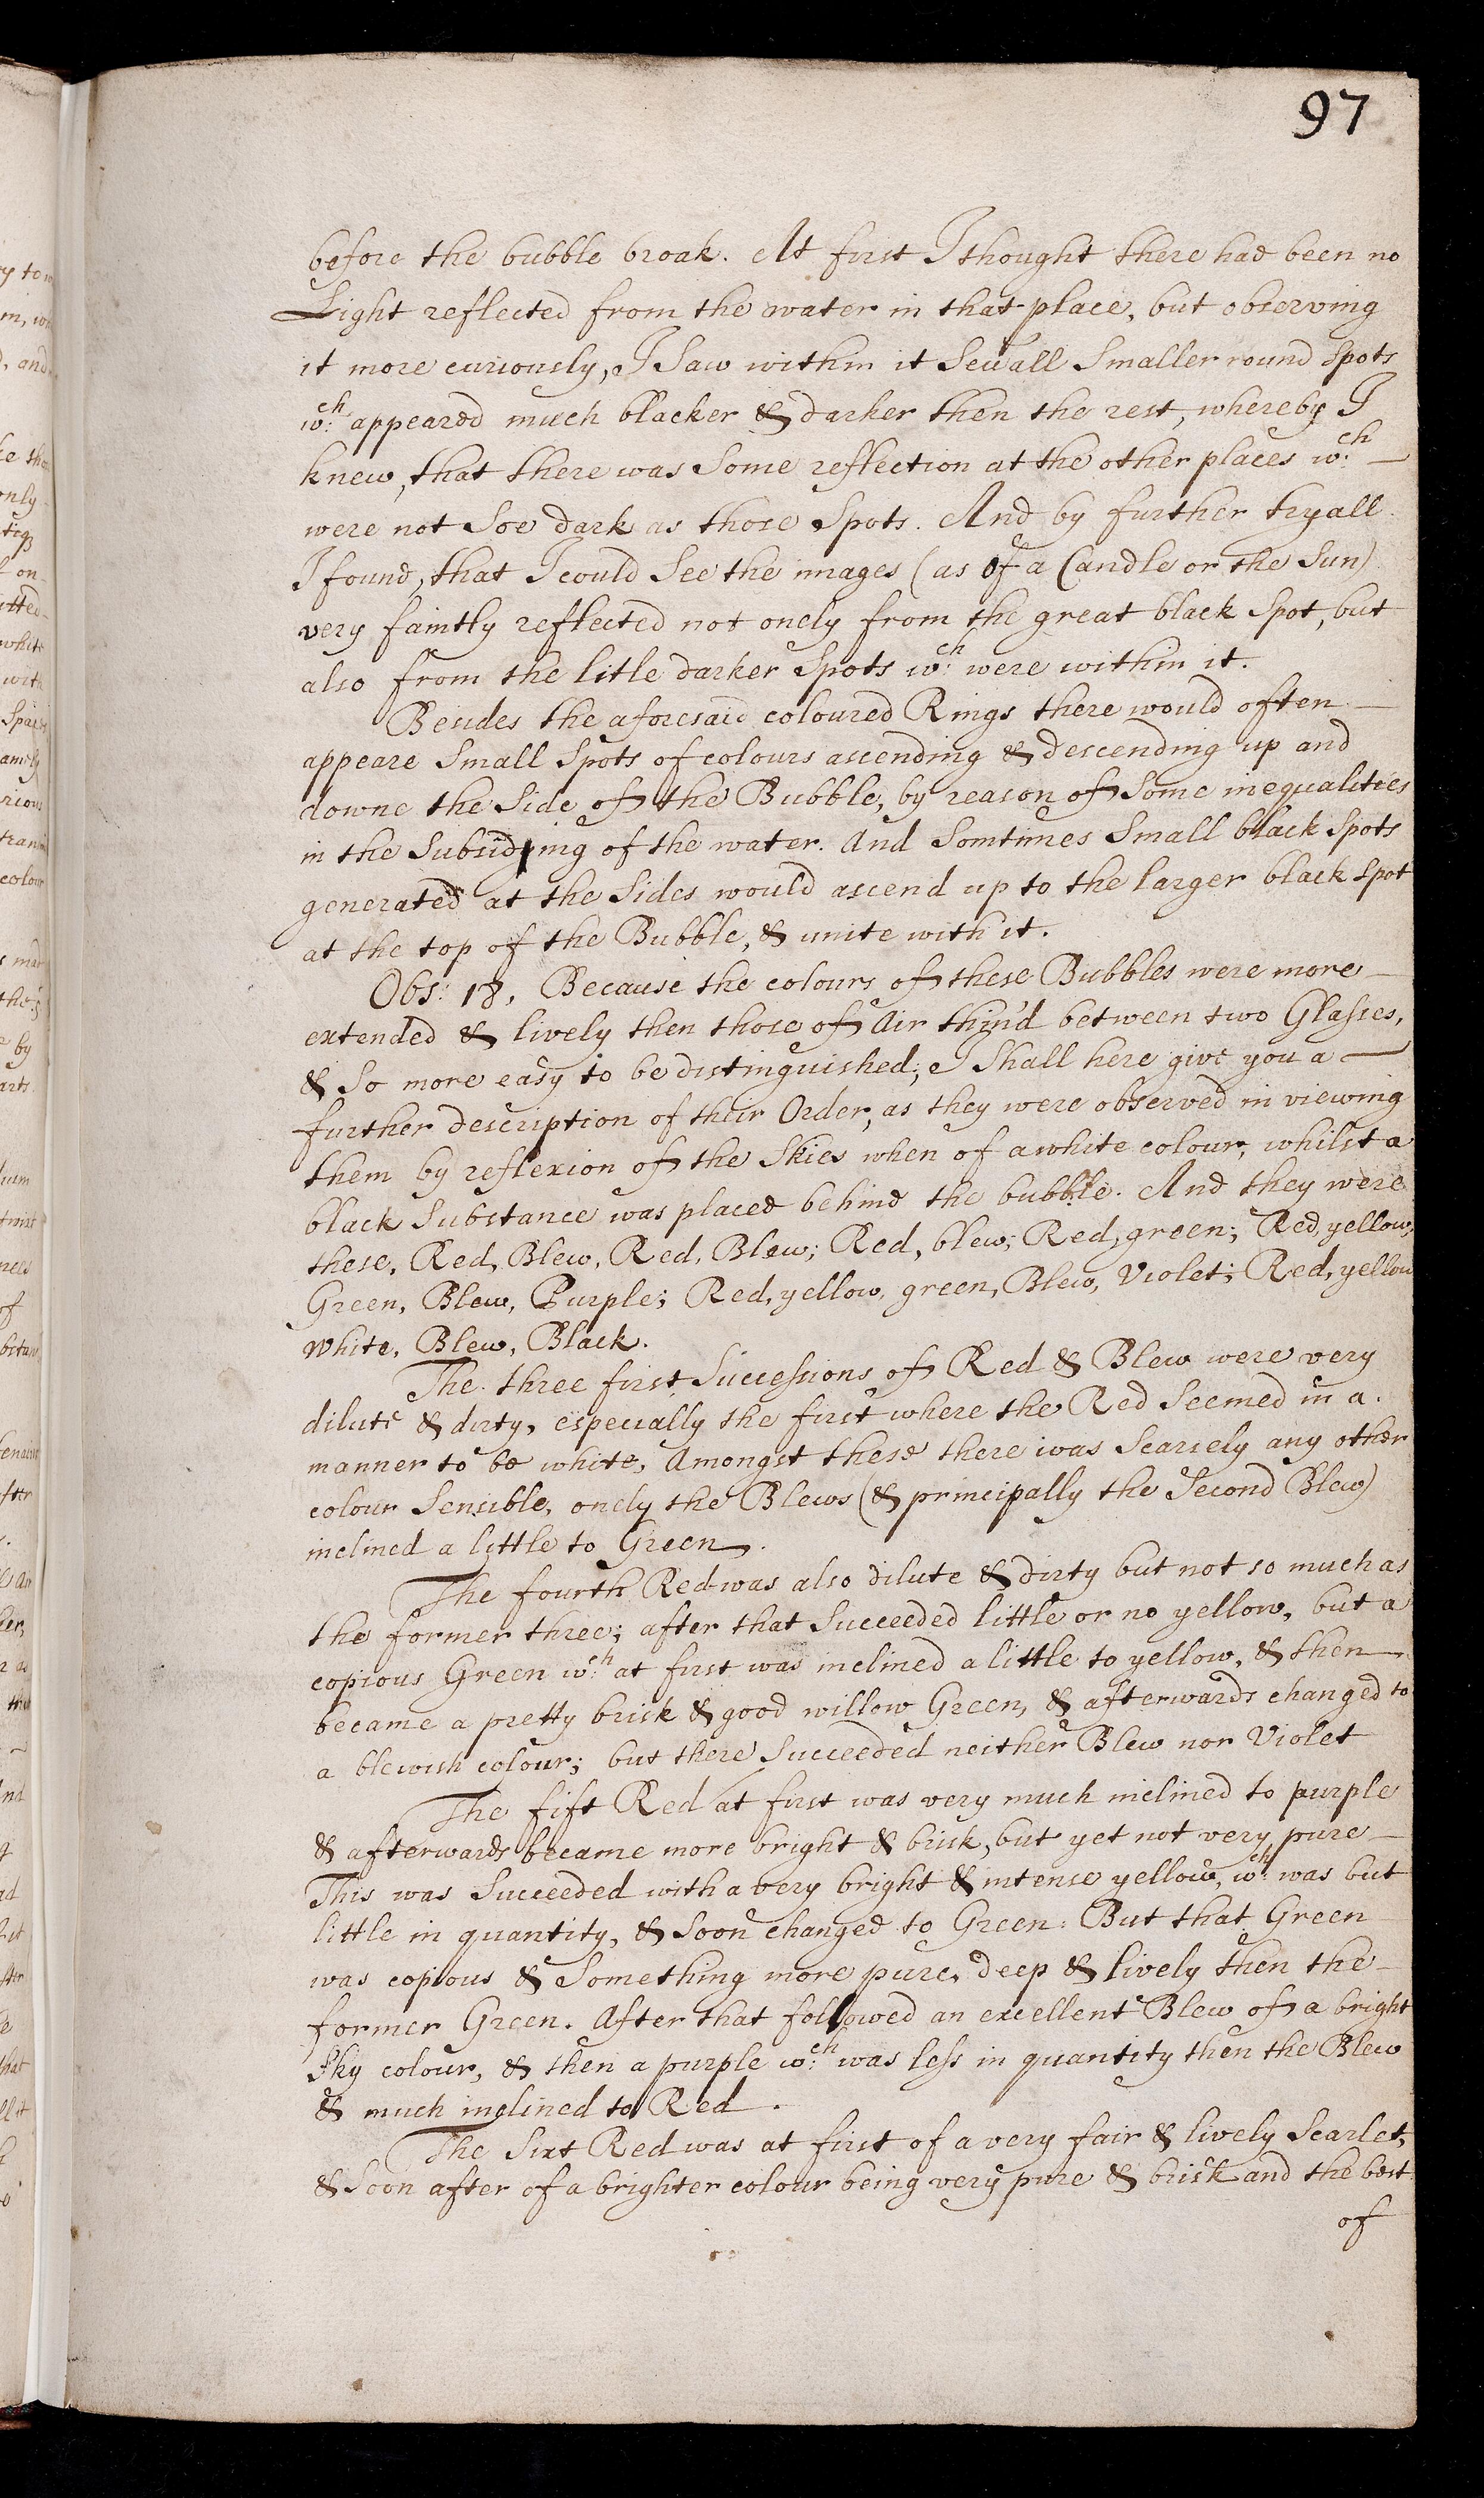 97
before the bubble broak. At first I thought there had been no
Light reflected from the water in that place, but observing
it more curiously, I Saw within it Sevall Smaller round Spots
wch: appeared much blacker & darker then the rest, whereby I
knew, that there was Some reflection at the other places wch: —
were not Soe dark as those Spots. And by further tryall
I found, that I could See the images (as of a Candle or the Sun)
very faintly reflected not onely from the great black Spot, but
also from the litle darker Spots wch: were within it.
Besides the aforesaid coloured Rings there would often —
appeare Small Spots of colours ascending & descending up and
downe the Side of the Bubble, by reason of Some inequalities
in the Subsiding of the water. And Somtimes Small black Spots
generated at the Sides would ascend up to the larger black Spot
at the top of the Bubble, & unite with it.
Obs: 18. Because the colours of these Bubbles were more —
extended & lively then those of Air thin'd between two Glasses,
& So more easy to be distinguished; I Shall here give you a —
further description of their Order, as they were observed in viewing
them by reflexion of the Skies when of a white colour, whilst a
black Substance was placed behind the bubble. And they were
these, Red, Blew, Red, Blew; Red, blew; Red, green; Red, yellow,
Green, Blew, Purple; Red, yellow, green, Blew, Violet; Red, yellow
White, Blew, Black.
The three first Successions of Red & Blew were very
dilute & dirty, especially the first where the Red Seemed in a
manner to be white, Amongst these there was Scarsely any other
colour Sensible, onely the Blews (& principally the Second Blew)
inclined a little to Green.
The fourth Red was also dilute & dirty but not so much as
the former three; after that Succeeded little or no yellow, but a
copious Green wch: at first was inclined a little to yellow, & then
became a pretty brisk & good willow Green, & afterwards changed to
a blewish colour; but there Succeeded neither Blew nor Violet
The fift Red at first was very much inclined to purple
& afterwards became more bright & brisk, but yet not very pure —
This was Succeeded with a very bright & intense yellow, wch: was but
little in quantity, & Soon changed to Green: But that Green
was copious & Something more pure, deep & lively then the —
former Green. After that followed an excellent Blew of a bright
Sky colour, & then a purple wch: was less in quantity then the Blew
& much inclined to Red.
The Sixt Red was at first of a very fair & lively Scarlet,
& Soon after of a brighter colour being very pure & brisk and the best
of